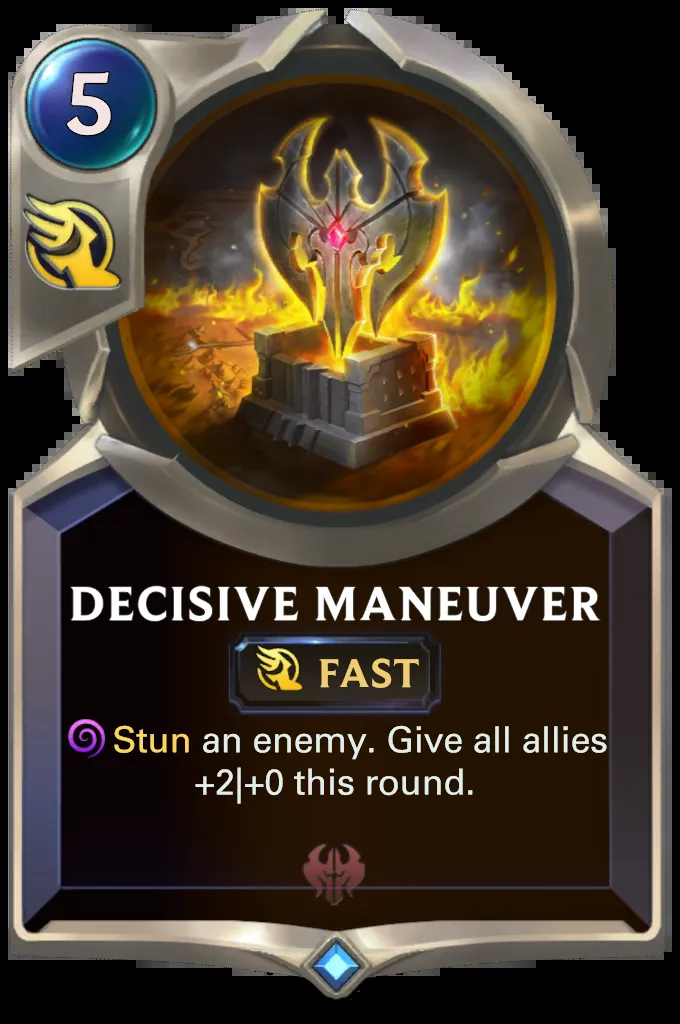 5
DECISIVE MANEUVER
FAST
Stun an enemy. Give all allies
+2|+0 this round.